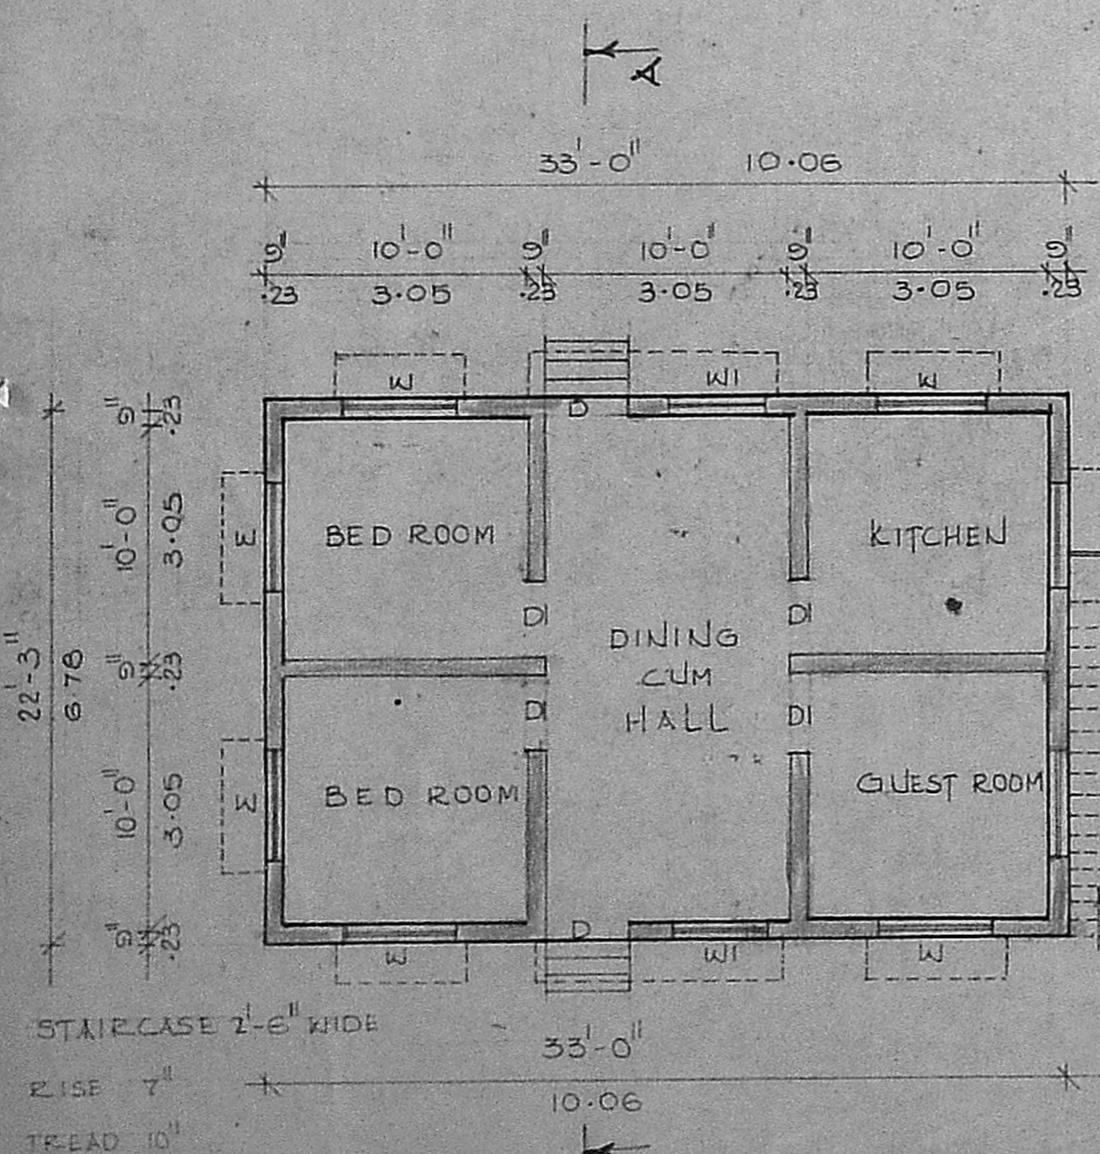 A
33'-0" 10.06
9" 10'-0" 9" 10'-0" 9" 10'-0" 9"
.23 3.05 .23 3.05 .23 3.05 .23
W W1 W
D
9" .23
10'-0" 3.05
W
BED ROOM
KITCHEN
D1 D1
DINING
CUM
HALL
22'-3" 6.78
9" .23
D1 D1
10'-0" 3.05
W
BED ROOM
GUEST ROOM
9" .23
D
W W1 W
STAIRCASE 2'-6" WIDE
33'-0"
RISE 7"
10.06
TREAD 10"